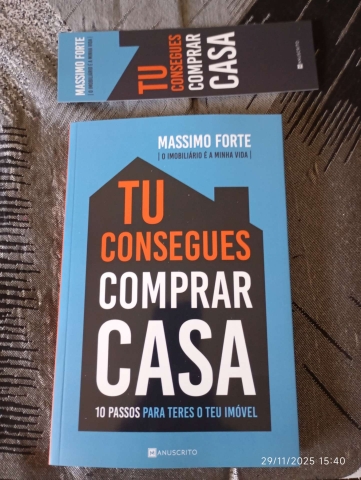 MASSIMO FORTE
| O IMOBILIÁRIO É A MINHA VIDA |
TU
CONSEGUES
COMPRAR
CASA
MANUSCRITO
MASSIMO FORTE
| O IMOBILIÁRIO É A MINHA VIDA |
TU
CONSEGUES
COMPRAR
CASA
10 PASSOS PARA TERES O TEU IMÓVEL
MANUSCRITO
29/11/2025 15:40